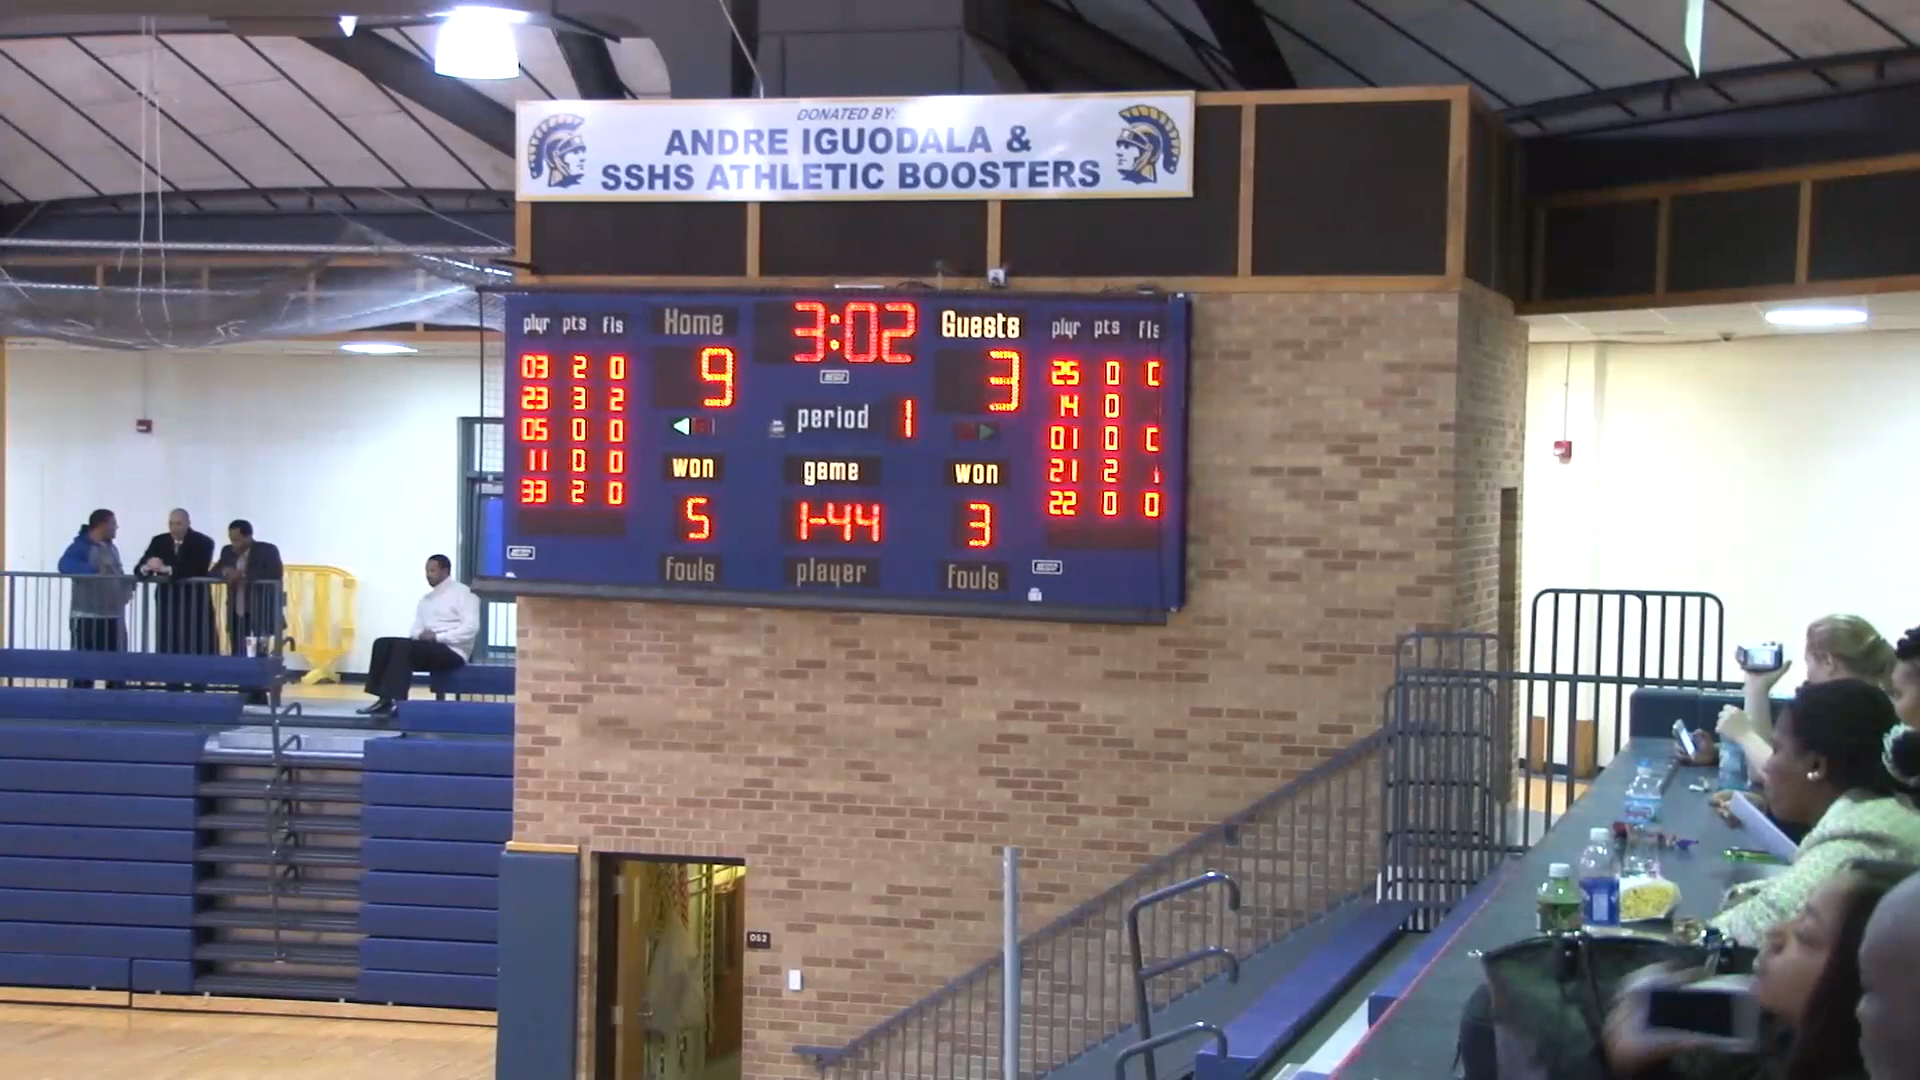 DONATED BY:
ANDRE IGUODALA &
SSHS ATHLETIC BOOSTERS
plyr pts fls
03 2 0
23 3 2
05 0 0
11 0 0
33 2 0
Home 3:02 Guests
9 3
period 1
won game won
5 1-44 3
fouls player fouls
plyr pts fls
25 0
14 0
01 0
21 2
22 0 0
052